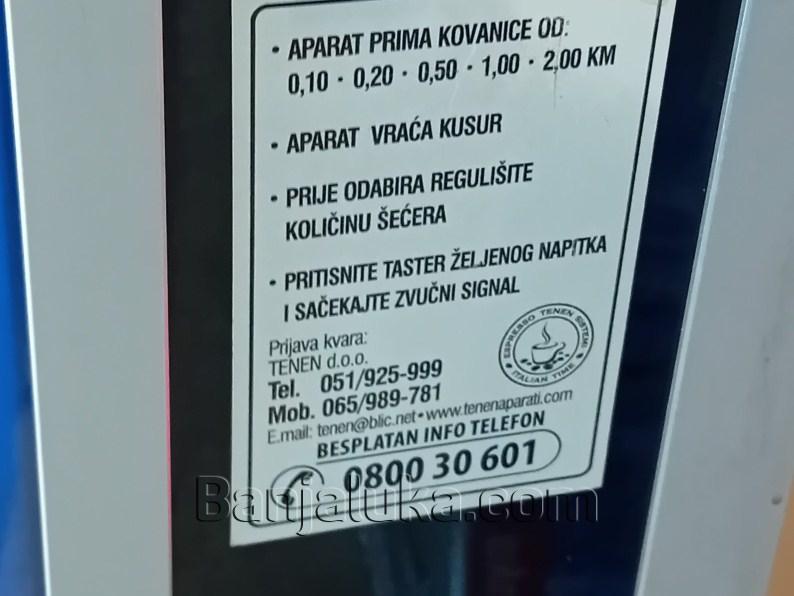 • APARAT PRIMA KOVANICE OD:
0,10 • 0,20 • 0,50 • 1,00 • 2,00 KM
• APARAT VRAĆA KUSUR
• PRIJE ODABIRA REGULIŠITE
KOLIČINU ŠEĆERA
• PRITISNITE TASTER ŽELJENOG NAPITKA
I SAČEKAJTE ZVUČNI SIGNAL
Prijava kvara:
TENEN d.o.o.
Tel. 051/925-999
Mob. 065/989-781
E.mail: tenen@blic.net • www.tenenaparati.com
ESPRESSO TENEN SISTEMI
ITALIAN TIME
BESPLATAN INFO TELEFON
0800 30 601
Banjaluka.com